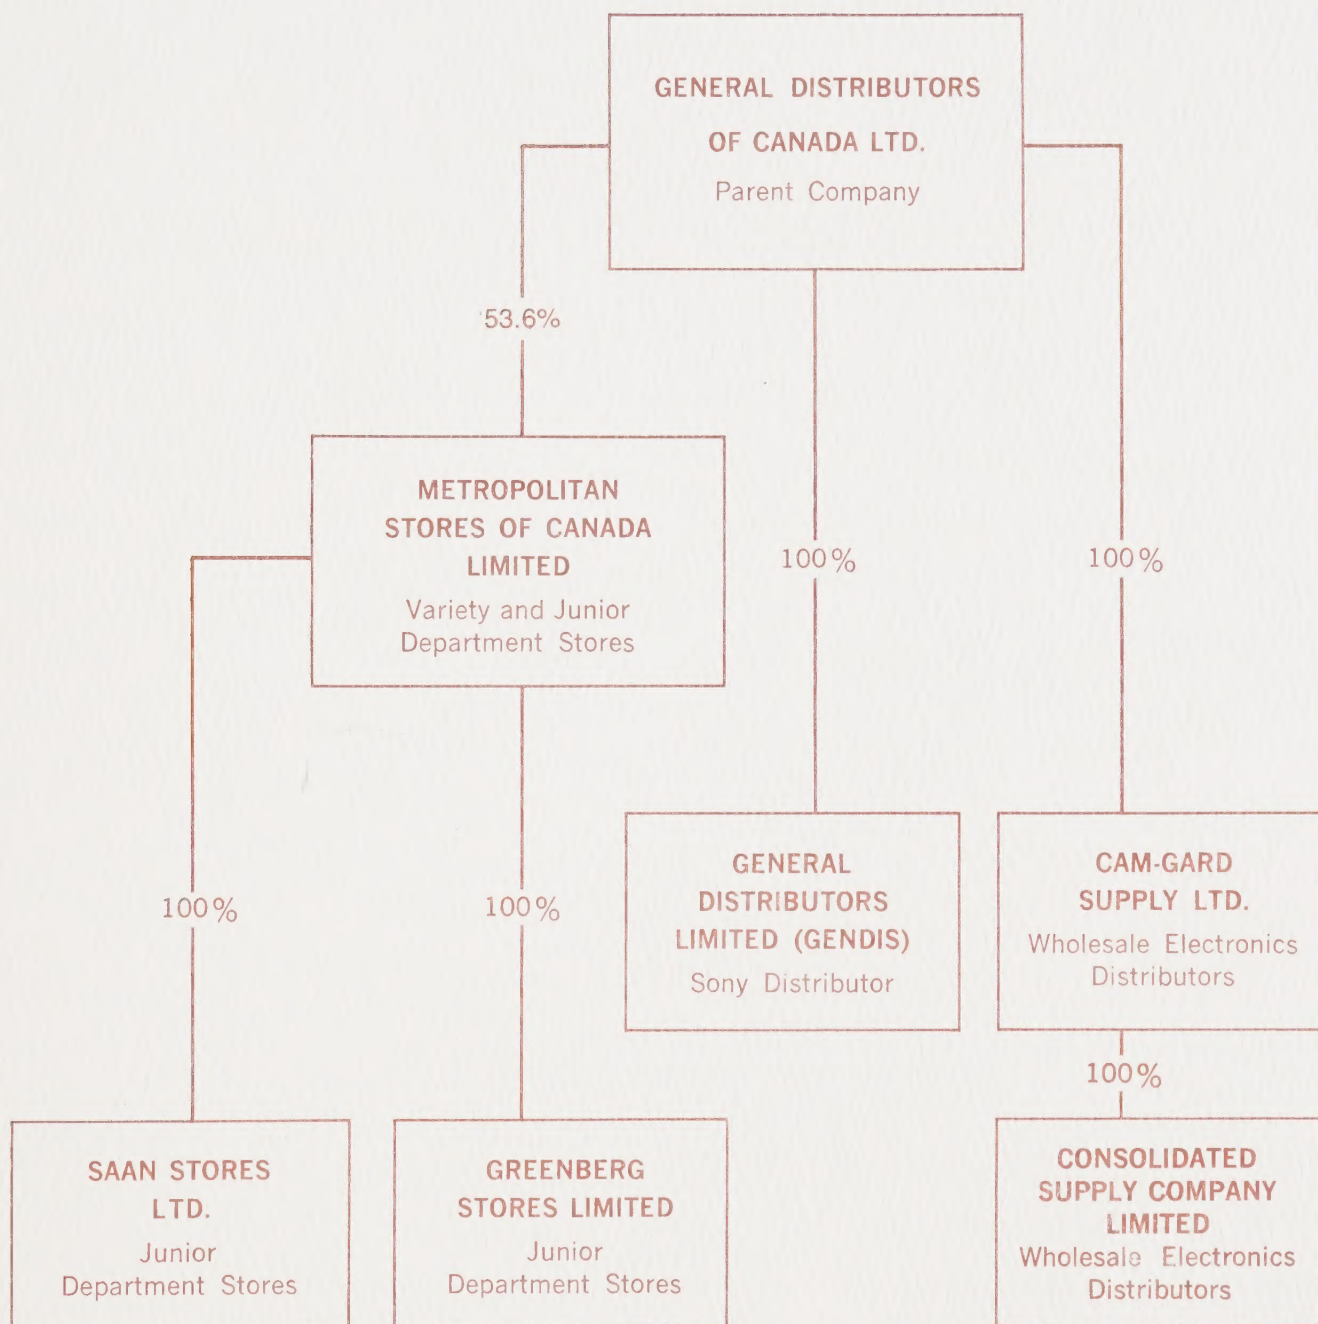 GENERAL DISTRIBUTORS
OF CANADA LTD.
Parent Company
53.6%
METROPOLITAN
STORES OF CANADA
LIMITED
Variety and Junior
Department Stores
100%
100%
100%
100%
GENERAL
DISTRIBUTORS
LIMITED (GENDIS)
Sony Distributor
CAM-GARD
SUPPLY LTD.
Wholesale Electronics
Distributors
100%
SAAN STORES
LTD.
Junior
Department Stores
GREENBERG
STORES LIMITED
Junior
Department Stores
CONSOLIDATED
SUPPLY COMPANY
LIMITED
Wholesale Electronics
Distributors